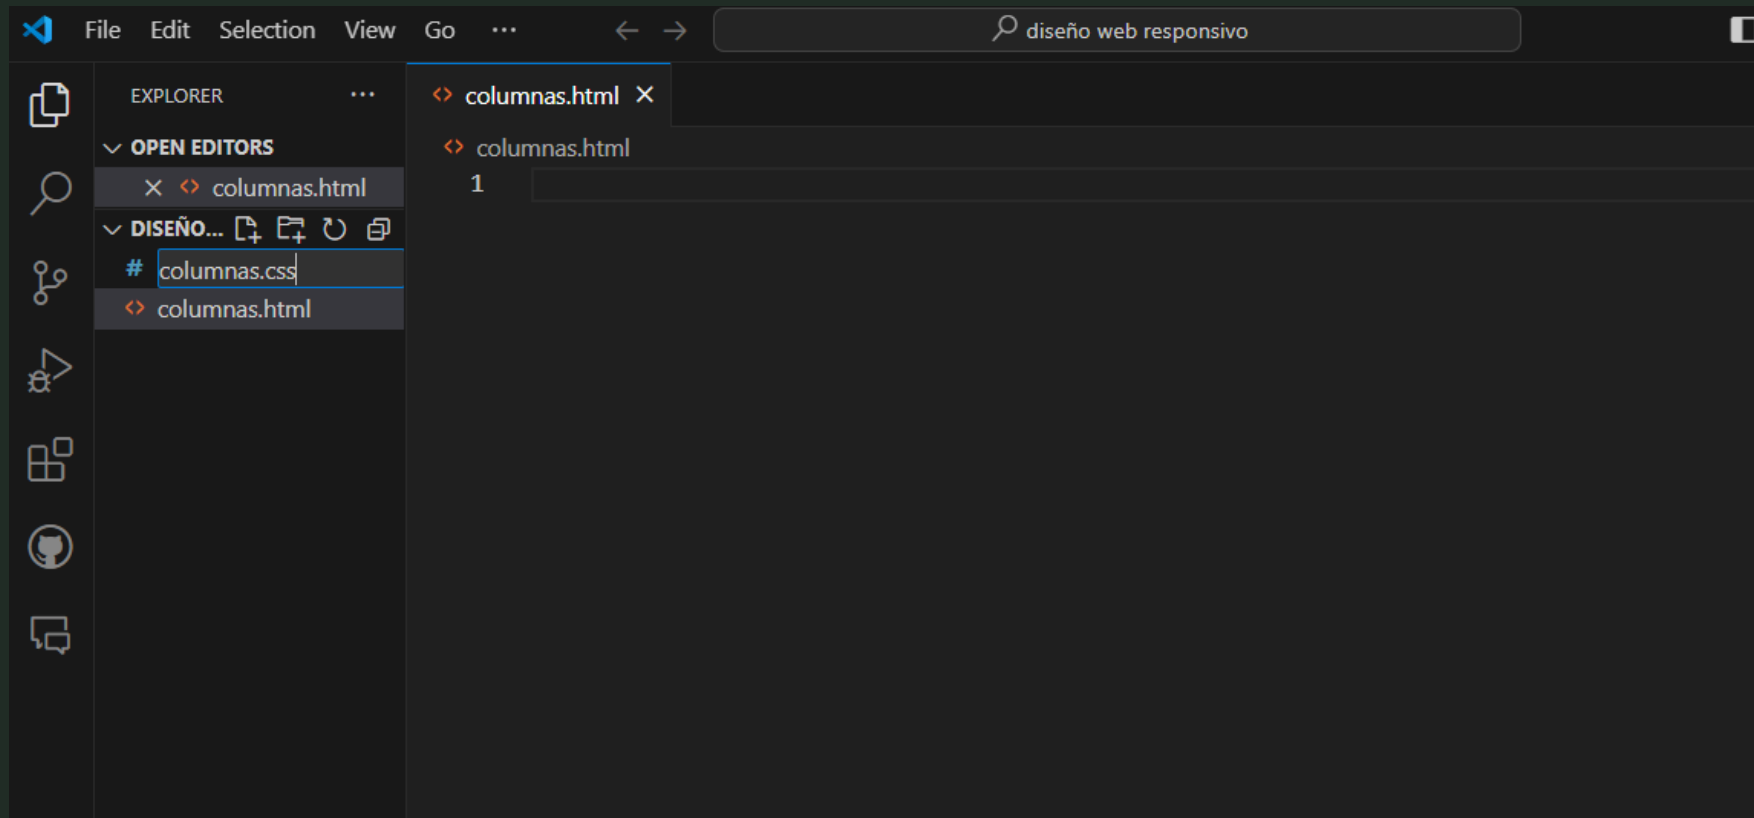 File Edit Selection View Go ··· diseño web responsivo
EXPLORER ···
OPEN EDITORS
columnas.html
DISEÑO...
columnas.css
columnas.html
columnas.html
columnas.html
1